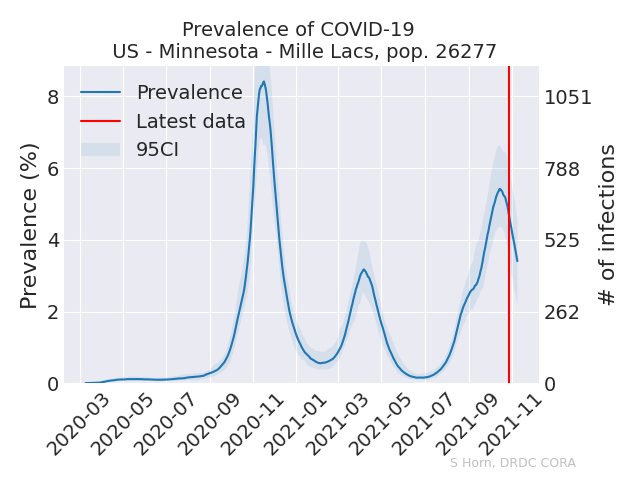 Prevalence of COVID-19
US - Minnesota - Mille Lacs, pop. 26277
Prevalence
Latest data
95CI
Prevalence (%)
8
6
4
2
0
1051
788
525
262
0
# of infections
2020-03
2020-05
2020-07
2020-09
2020-11
2021-01
2021-03
2021-05
2021-07
2021-09
2021-11
S Horn, DRDC CORA